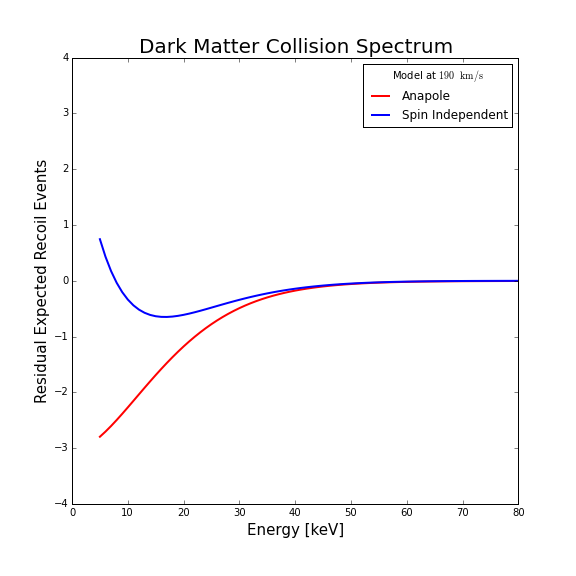 Dark Matter Collision Spectrum
Model at 190 km/s
Anapole
Spin Independent
Residual Expected Recoil Events
4
3
2
1
0
−1
−2
−3
−4
0 10 20 30 40 50 60 70 80
Energy [keV]